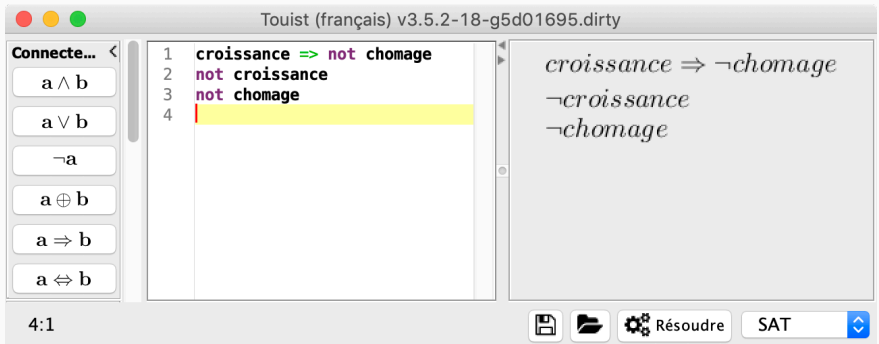 Touist (français) v3.5.2-18-g5d01695.dirty
Connecte... <
a ∧ b
a ∨ b
¬a
a ⊕ b
a ⇒ b
a ⇔ b
1 croissance => not chomage
2 not croissance
3 not chomage
4
croissance ⇒ ¬chomage
¬croissance
¬chomage
4:1
Résoudre
SAT